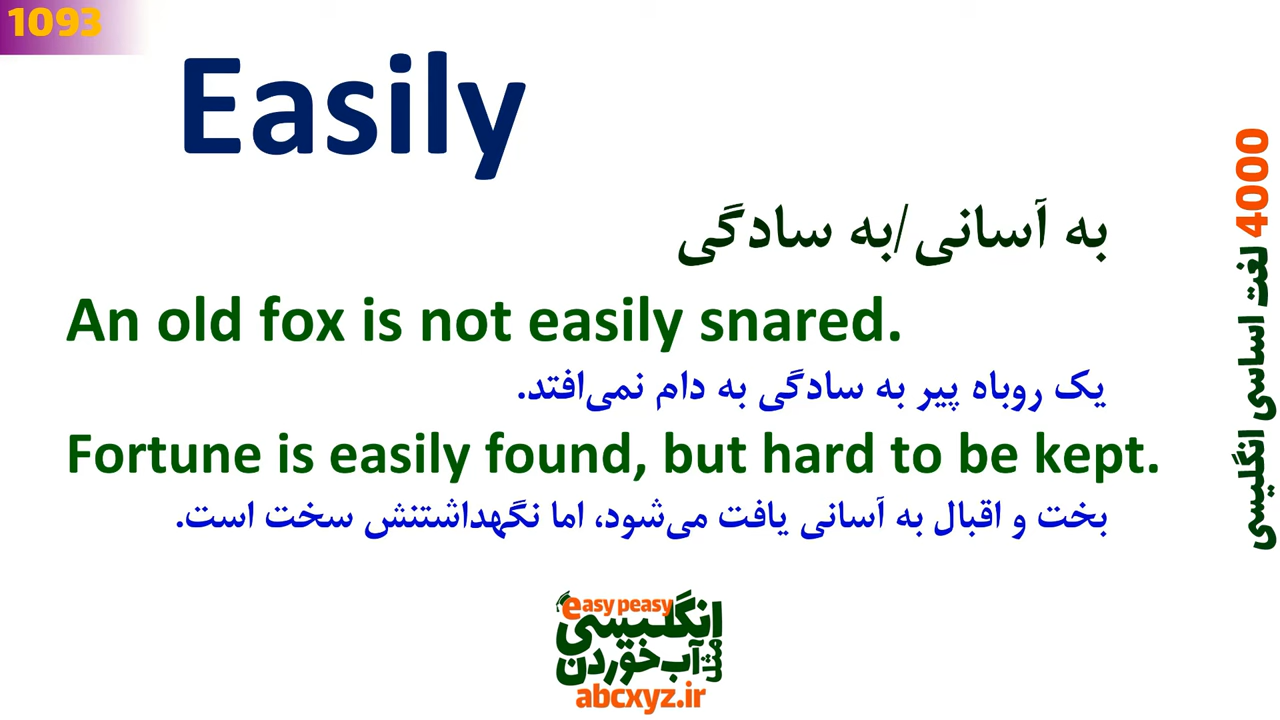 1093
Easily
به آسانی/به سادگی
An old fox is not easily snared.
یک روباه پیر به سادگی به دام نمی‌افتد.
Fortune is easily found, but hard to be kept.
بخت و اقبال به آسانی یافت می‌شود، اما نگهداشتنش سخت است.
4000 لغت اساسی انگلیسی
easy peasy
انگلیسی
مثل آب خوردن
abcxyz.ir